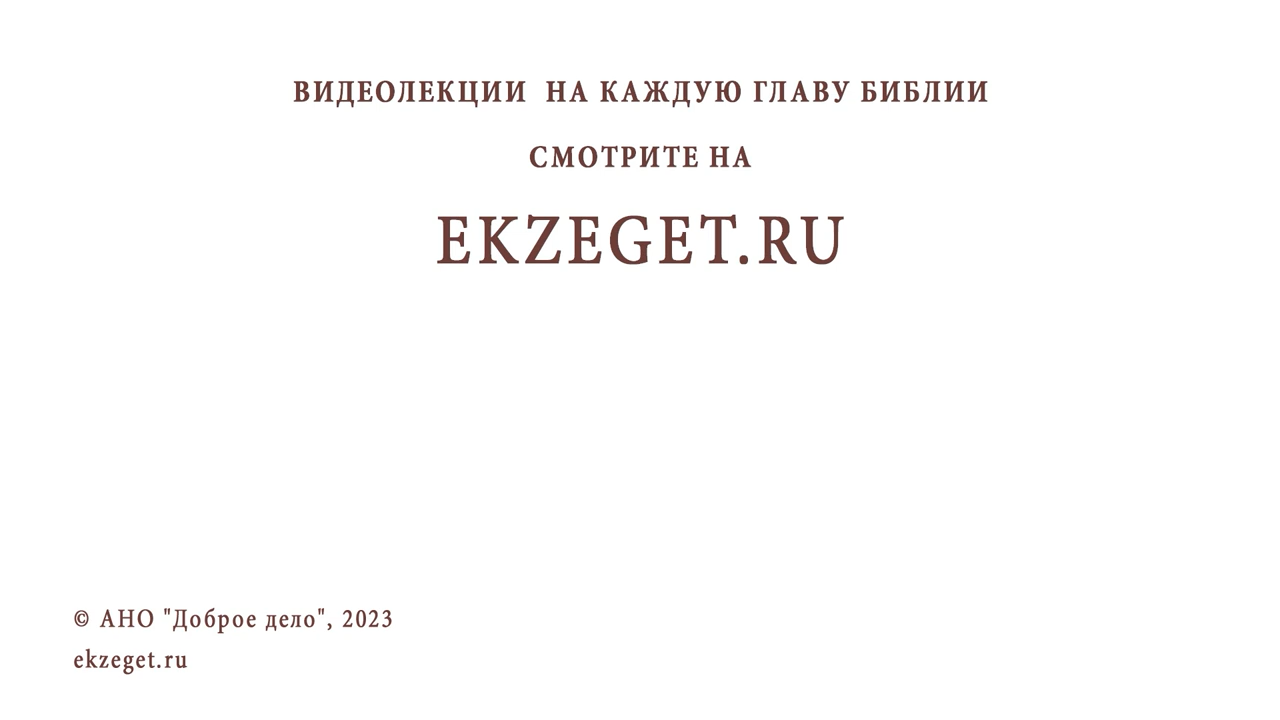 ВИДЕОЛЕКЦИИ НА КАЖДУЮ ГЛАВУ БИБЛИИ
СМОТРИТЕ НА
EKZEGET.RU
© АНО "Доброе дело", 2023
ekzeget.ru